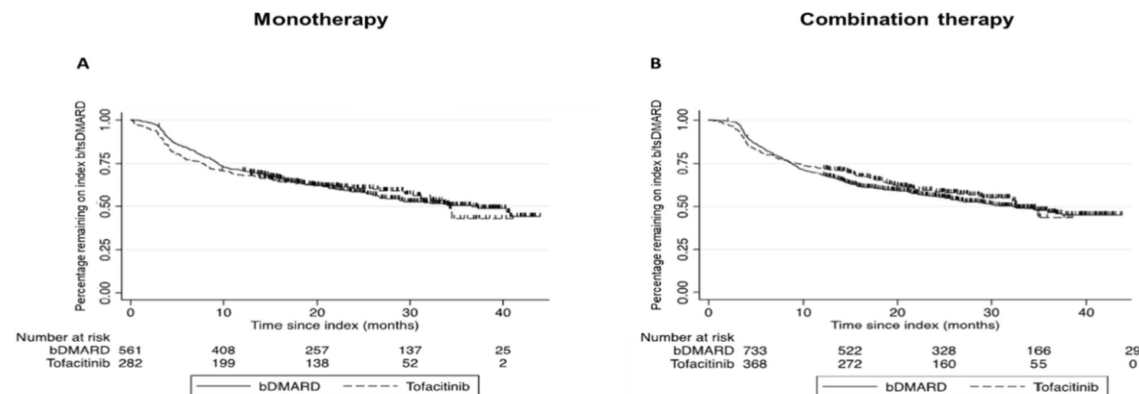 Monotherapy
A
Percentage remaining on index b/tsDMARD
1.00
0.75
0.50
0.25
0.00
0 10 20 30 40
Time since index (months)
Number at risk
bDMARD 561 408 257 137 25
Tofacitinib 282 199 138 52 2
bDMARD Tofacitinib
Combination therapy
B
Percentage remaining on index b/tsDMARD
1.00
0.75
0.50
0.25
0.00
0 10 20 30 40
Time since index (months)
Number at risk
bDMARD 733 522 328 166 29
Tofacitinib 368 272 160 55 0
bDMARD Tofacitinib